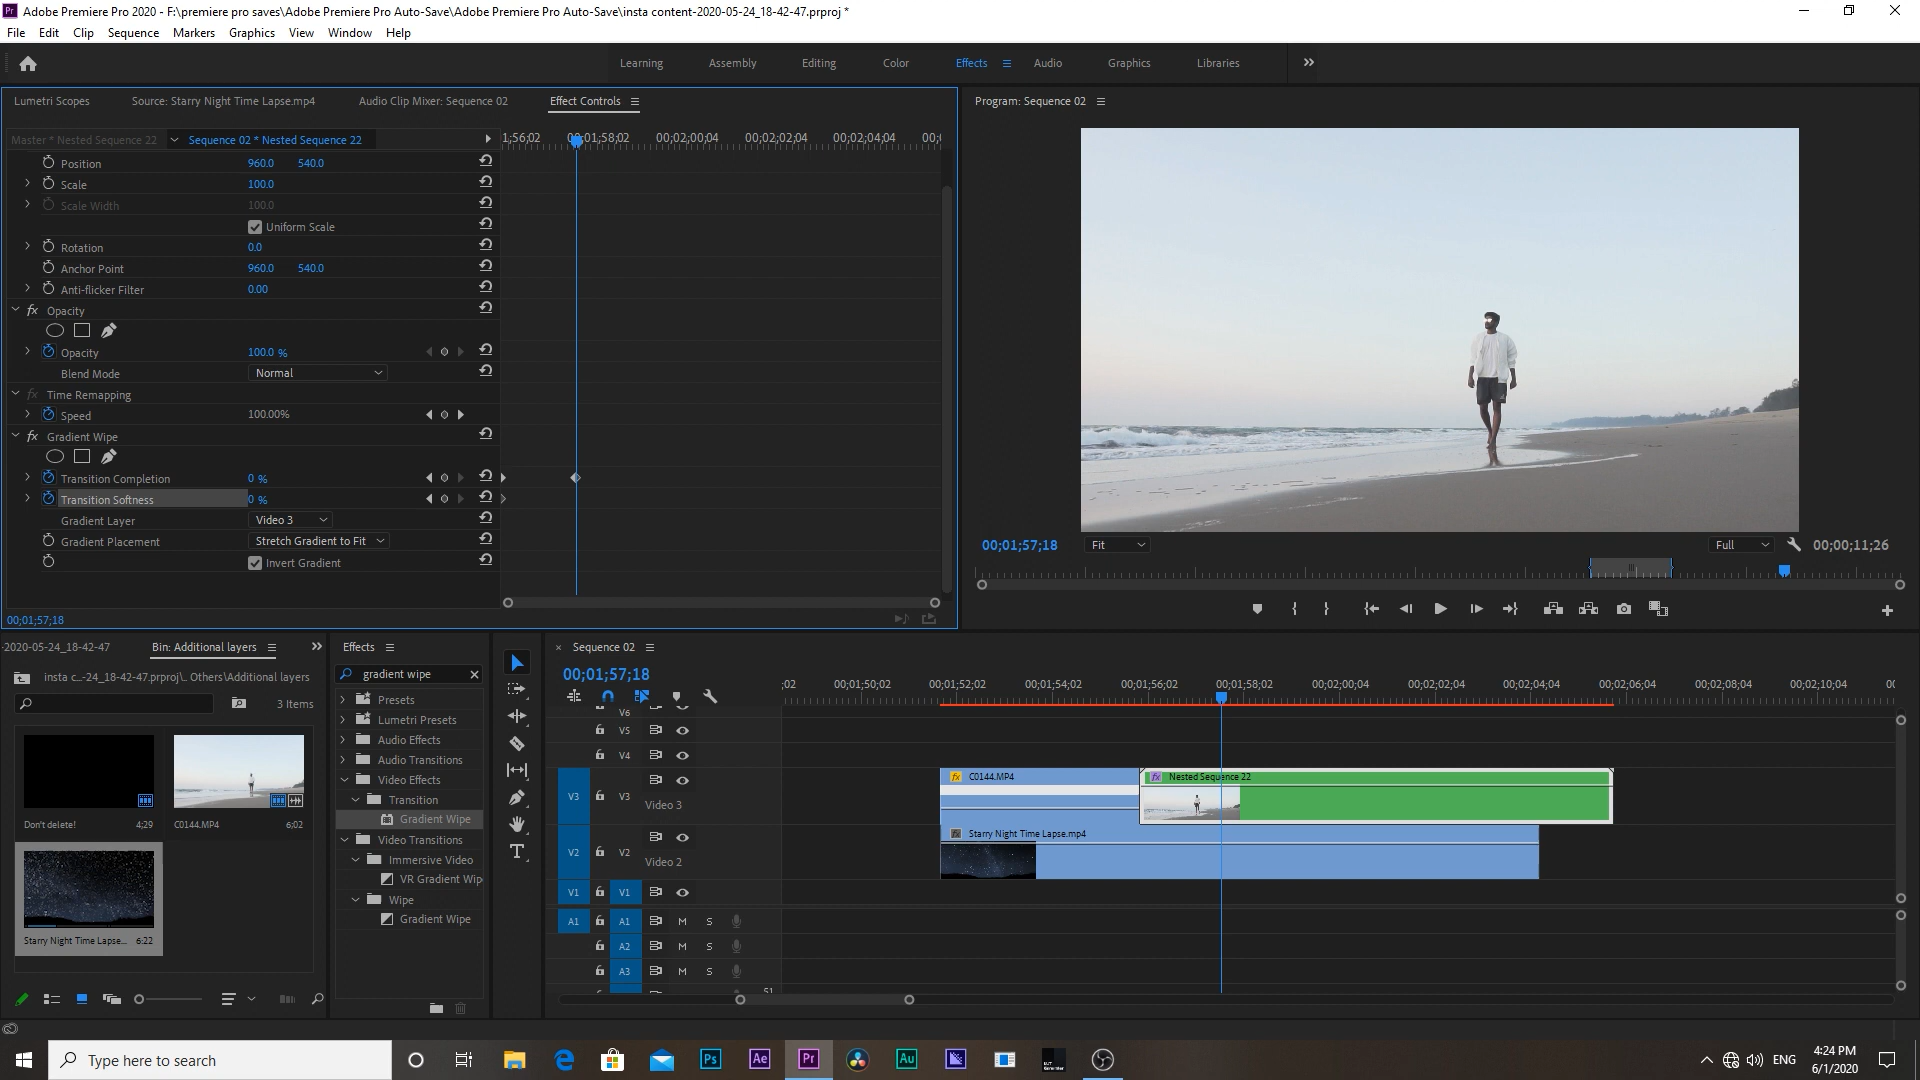 Adobe Premiere Pro 2020 - F:\premiere pro saves\Adobe Premiere Pro Auto-Save\Adobe Premiere Pro Auto-Save\insta content-2020-05-24_18-42-47.prproj *
File Edit Clip Sequence Markers Graphics View Window Help
Learning Assembly Editing Color Effects Audio Graphics Libraries
Lumetri Scopes Source: Starry Night Time Lapse.mp4 Audio Clip Mixer: Sequence 02 Effect Controls
Program: Sequence 02
Master * Nested Sequence 22 Sequence 02 * Nested Sequence 22
1;56;02 00;01;58;02 00;02;00;04 00;02;02;04 00;02;04;04 00;
Position 960.0 540.0
Scale 100.0
Scale Width 100.0
Uniform Scale
Rotation 0.0
Anchor Point 960.0 540.0
Anti-flicker Filter 0.00
fx Opacity
Opacity 100.0 %
Blend Mode Normal
fx Time Remapping
Speed 100.00%
fx Gradient Wipe
Transition Completion 0 %
Transition Softness 0 %
Gradient Layer Video 3
Gradient Placement Stretch Gradient to Fit
Invert Gradient
00;01;57;18
00;01;57;18 Fit Full 00;00;11;26
-2020-05-24_18-42-47 Bin: Additional layers
insta c...-24_18-42-47.prproj\.. Others\Additional layers
3 Items
Don't delete! 4;29
C0144.MP4 6;02
Starry Night Time Lapse... 6:22
Effects
gradient wipe
Presets
Lumetri Presets
Audio Effects
Audio Transitions
Video Effects
Transition
Gradient Wipe
Video Transitions
Immersive Video
VR Gradient Wip
Wipe
Gradient Wipe
Sequence 02
00;01;57;18
;02 00;01;50;02 00;01;52;02 00;01;54;02 00;01;56;02 00;01;58;02 00;02;00;04 00;02;02;04 00;02;04;04 00;02;06;04 00;02;08;04 00;02;10;04 00
V6
V5
V4
V3 V3 Video 3
fx C0144.MP4 fx Nested Sequence 22
V2 V2 Video 2
fx Starry Night Time Lapse.mp4
V1 V1
A1 A1 M S
A2 M S
A3 M S
Type here to search
Ps Ae Pr Au
ENG
4:24 PM
6/1/2020